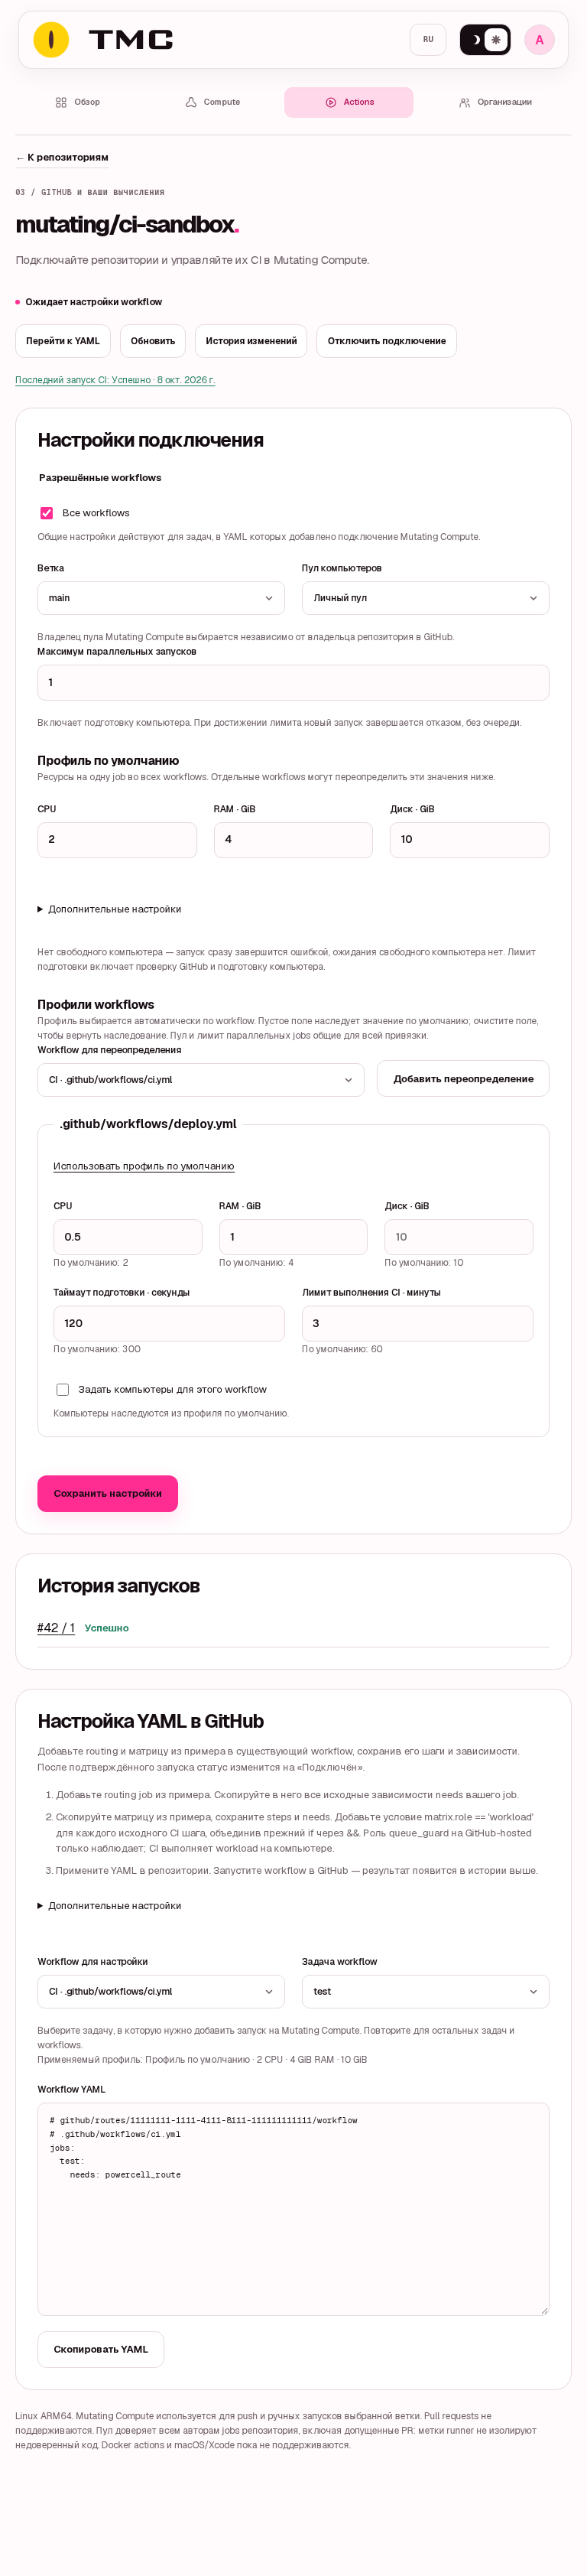 TMC
RU
A
Обзор
Compute
Actions
Организации
← К репозиториям
03 / GITHUB И ВАШИ ВЫЧИСЛЕНИЯ
mutating/ci-sandbox.
Подключайте репозитории и управляйте их CI в Mutating Compute.
Ожидает настройки workflow
Перейти к YAML
Обновить
История изменений
Отключить подключение
Последний запуск CI: Успешно · 8 окт. 2026 г.
Настройки подключения
Разрешённые workflows
Все workflows
Общие настройки действуют для задач, в YAML которых добавлено подключение Mutating Compute.
Ветка
Пул компьютеров
main
Личный пул
Владелец пула Mutating Compute выбирается независимо от владельца репозитория в GitHub.
Максимум параллельных запусков
1
Включает подготовку компьютера. При достижении лимита новый запуск завершается отказом, без очереди.
Профиль по умолчанию
Ресурсы на одну job во всех workflows. Отдельные workflows могут переопределить эти значения ниже.
CPU
RAM · GiB
Диск · GiB
2
4
10
Дополнительные настройки
Нет свободного компьютера — запуск сразу завершится ошибкой, ожидания свободного компьютера нет. Лимит
подготовки включает проверку GitHub и подготовку компьютера.
Профили workflows
Профиль выбирается автоматически по workflow. Пустое поле наследует значение по умолчанию; очистите поле,
чтобы вернуть наследование. Пул и лимит параллельных jobs общие для всей привязки.
Workflow для переопределения
CI · .github/workflows/ci.yml
Добавить переопределение
.github/workflows/deploy.yml
Использовать профиль по умолчанию
CPU
RAM · GiB
Диск · GiB
0.5
1
10
По умолчанию: 2
По умолчанию: 4
По умолчанию: 10
Таймаут подготовки · секунды
Лимит выполнения CI · минуты
120
3
По умолчанию: 300
По умолчанию: 60
Задать компьютеры для этого workflow
Компьютеры наследуются из профиля по умолчанию.
Сохранить настройки
История запусков
#42 / 1
Успешно
Настройка YAML в GitHub
Добавьте routing и матрицу из примера в существующий workflow, сохранив его шаги и зависимости.
После подтверждённого запуска статус изменится на «Подключён».
1. Добавьте routing job из примера. Скопируйте в него все исходные зависимости needs вашего job.
2. Скопируйте матрицу из примера, сохраните steps и needs. Добавьте условие matrix.role == 'workload'
для каждого исходного CI шага, объединив прежний if через &&. Роль queue_guard на GitHub-hosted
только наблюдает; CI выполняет workload на компьютере.
3. Примените YAML в репозитории. Запустите workflow в GitHub — результат появится в истории выше.
Дополнительные настройки
Workflow для настройки
Задача workflow
CI · .github/workflows/ci.yml
test
Выберите задачу, в которую нужно добавить запуск на Mutating Compute. Повторите для остальных задач и
workflows.
Применяемый профиль: Профиль по умолчанию · 2 CPU · 4 GiB RAM · 10 GiB
Workflow YAML
# github/routes/11111111-1111-4111-8111-111111111111/workflow
# .github/workflows/ci.yml
jobs:
test:
needs: powercell_route
Скопировать YAML
Linux ARM64. Mutating Compute используется для push и ручных запусков выбранной ветки. Pull requests не
поддерживаются. Пул доверяет всем авторам jobs репозитория, включая допущенные PR: метки runner не изолируют
недоверенный код. Docker actions и macOS/Xcode пока не поддерживаются.